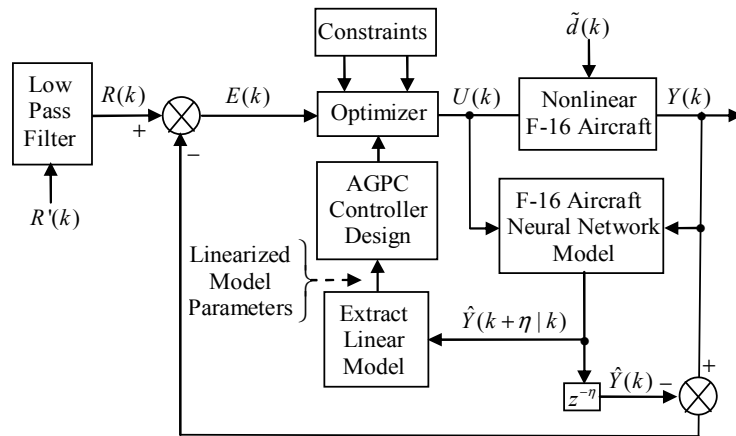 Constraints
d̃(k)
Low
Pass
Filter
R(k)
+
−
E(k)
Optimizer
U(k)
Nonlinear
F-16 Aircraft
Y(k)
R'(k)
AGPC
Controller
Design
F-16 Aircraft
Neural Network
Model
Linearized
Model
Parameters
Extract
Linear
Model
Ŷ(k+η|k)
z⁻η
Ŷ(k)
−
+